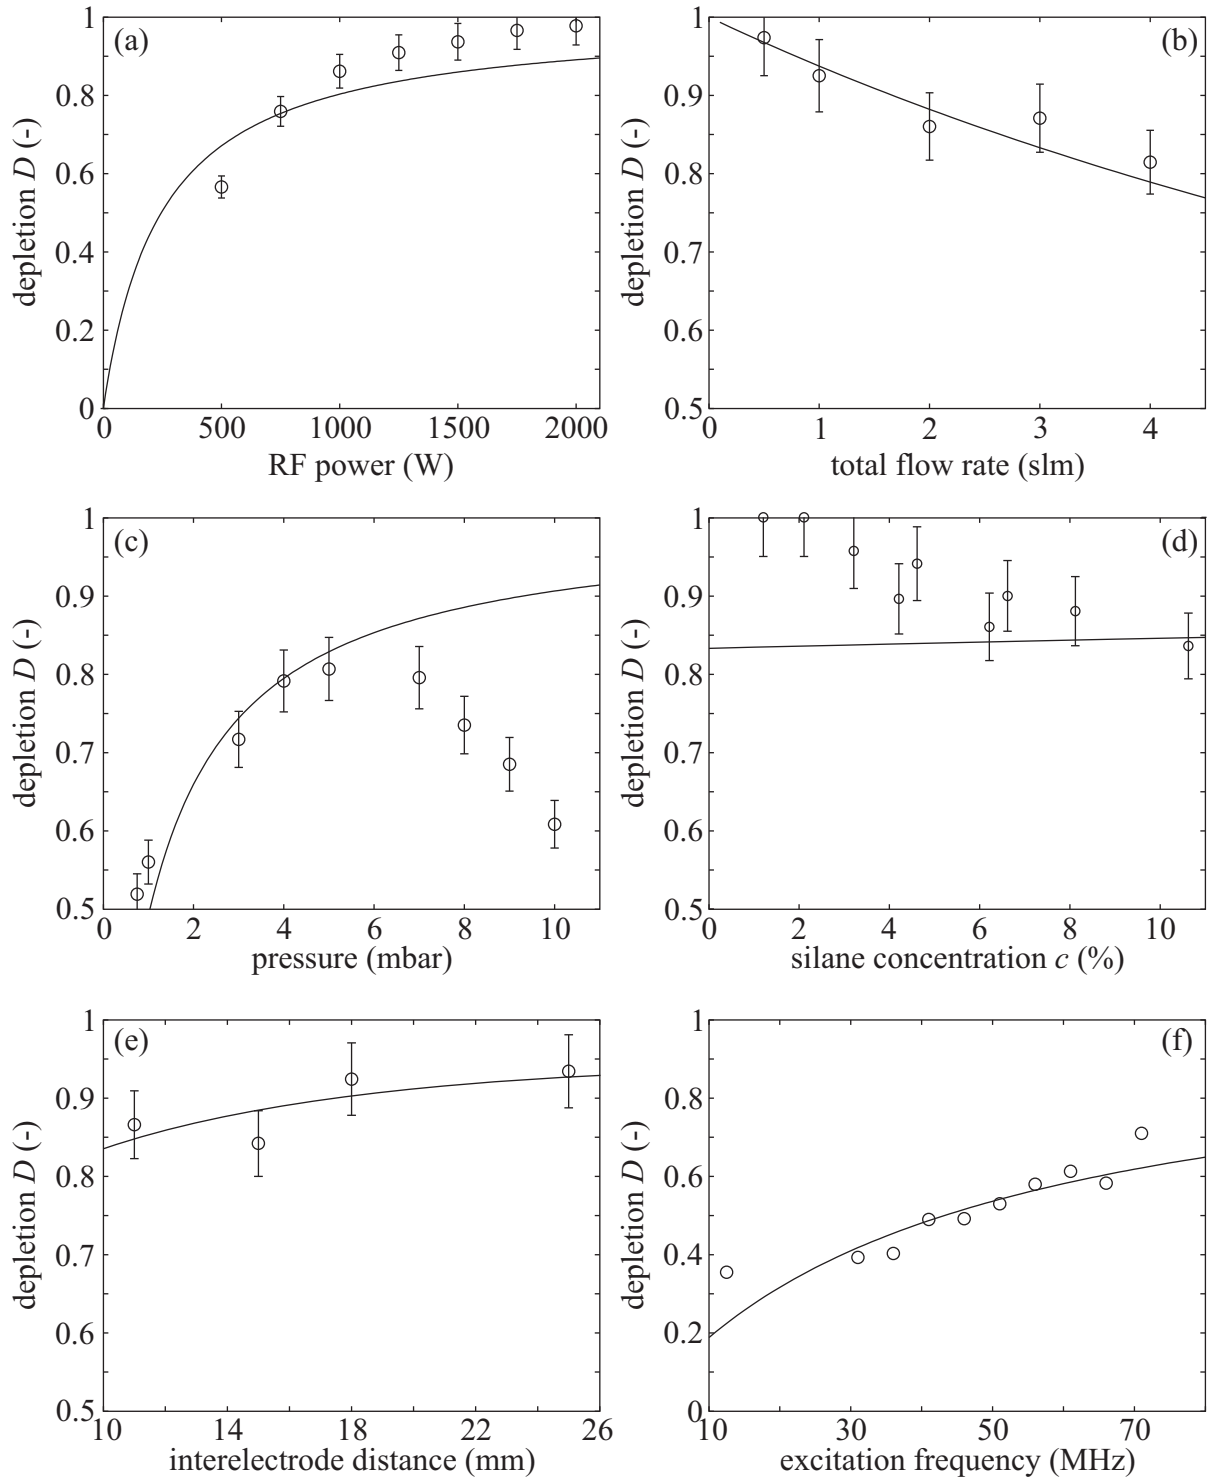 (a)
1
0.8
0.6
0.4
0.2
0
depletion D (-)
0 500 1000 1500 2000
RF power (W)
(b)
1
0.9
0.8
0.7
0.6
0.5
depletion D (-)
0 1 2 3 4
total flow rate (slm)
(c)
1
0.9
0.8
0.7
0.6
0.5
depletion D (-)
0 2 4 6 8 10
pressure (mbar)
(d)
1
0.9
0.8
0.7
0.6
0.5
depletion D (-)
0 2 4 6 8 10
silane concentration c (%)
(e)
1
0.9
0.8
0.7
0.6
0.5
depletion D (-)
10 14 18 22 26
interelectrode distance (mm)
(f)
1
0.8
0.6
0.4
0.2
0
depletion D (-)
10 30 50 70
excitation frequency (MHz)